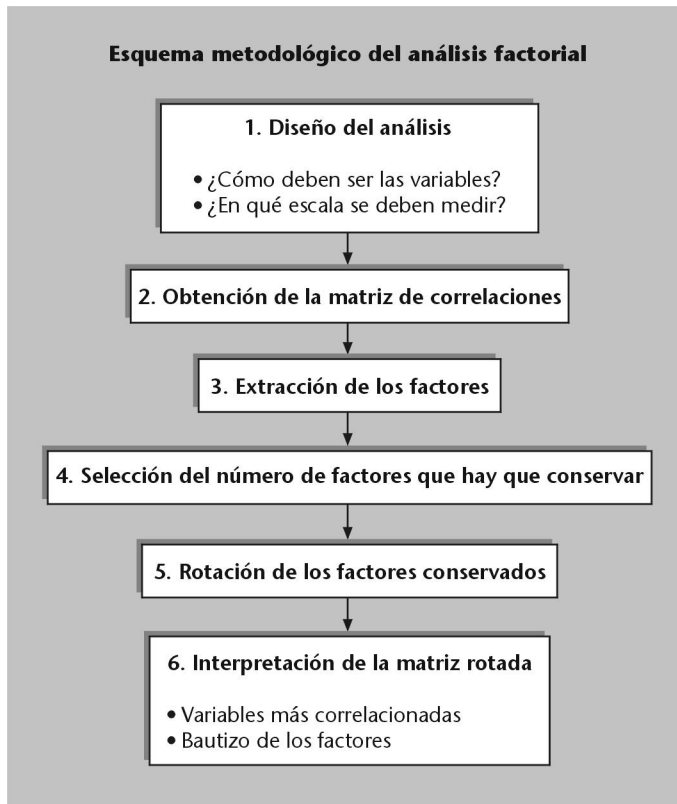 Esquema metodológico del análisis factorial
1. Diseño del análisis
• ¿Cómo deben ser las variables?
• ¿En qué escala se deben medir?
2. Obtención de la matriz de correlaciones
3. Extracción de los factores
4. Selección del número de factores que hay que conservar
5. Rotación de los factores conservados
6. Interpretación de la matriz rotada
• Variables más correlacionadas
• Bautizo de los factores